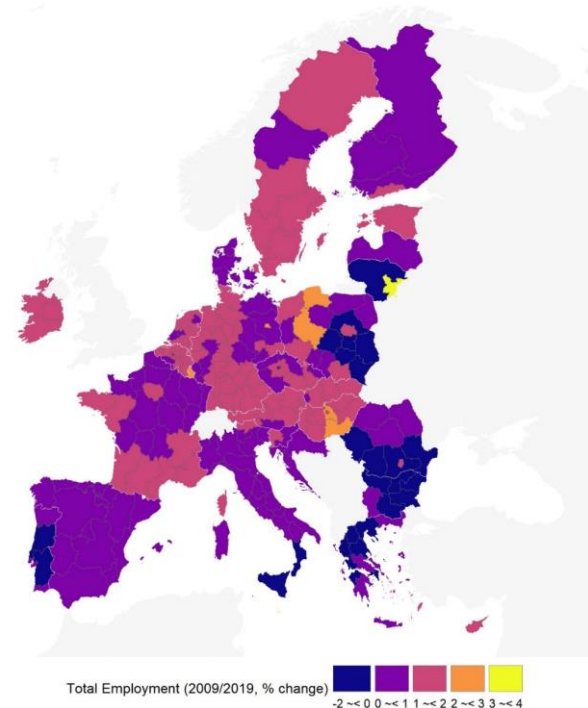 Total Employment (2009/2019, % change)
-2 ~< 0 0 ~< 1 1 ~< 2 2 ~< 3 3 ~< 4